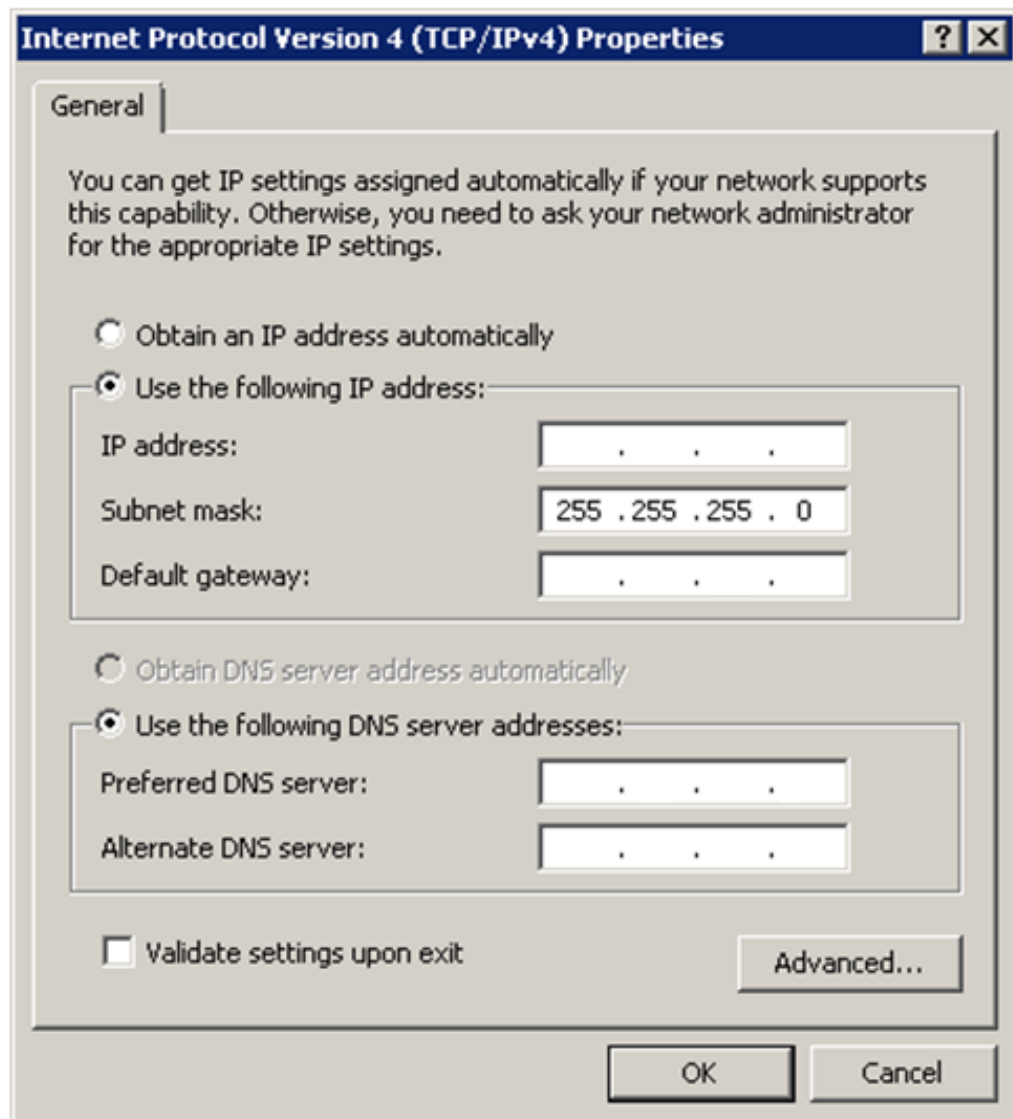 Internet Protocol Version 4 (TCP/IPv4) Properties
General
You can get IP settings assigned automatically if your network supports
this capability. Otherwise, you need to ask your network administrator
for the appropriate IP settings.
Obtain an IP address automatically
Use the following IP address:
IP address: . . .
Subnet mask: 255 . 255 . 255 . 0
Default gateway: . . .
Obtain DNS server address automatically
Use the following DNS server addresses:
Preferred DNS server: . . .
Alternate DNS server: . . .
Validate settings upon exit
Advanced...
OK Cancel